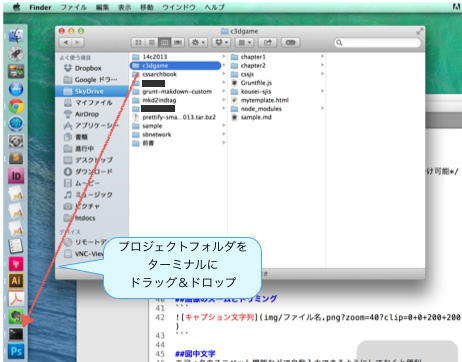 Finder ファイル 編集 表示 移動 ウインドウ ヘルプ
c3dgame
よく使う項目
Dropbox
Google ドラ…
SkyDrive
マイファイル
AirDrop
アプリケーシ…
書類
進行中
デスクトップ
ダウンロード
ムービー
ミュージック
ピクチャ
htdocs
デバイス
リモートデ
VNC-View
14c2013
c3dgame
cssarchbook
grunt-makdown-custom
mkd2indtag
prettify-sma…013.tar.bz2
sample
sbnetwork
前書
chapter1
chapter2
cssjs
Gruntfile.js
kousei-sjis
mytemplate.html
node_modules
sample.md
け可能*/
プロジェクトフォルダを
ターミナルに
ドラッグ＆ドロップ
40 ##画像のズームとトリミング
41 ```
42 ![キャプション文字列](img/ファイル名.png?zoom=40?clip=0+0+200+200
)
43 ```
44
45 ##図中文字
Id
Ai
Ps